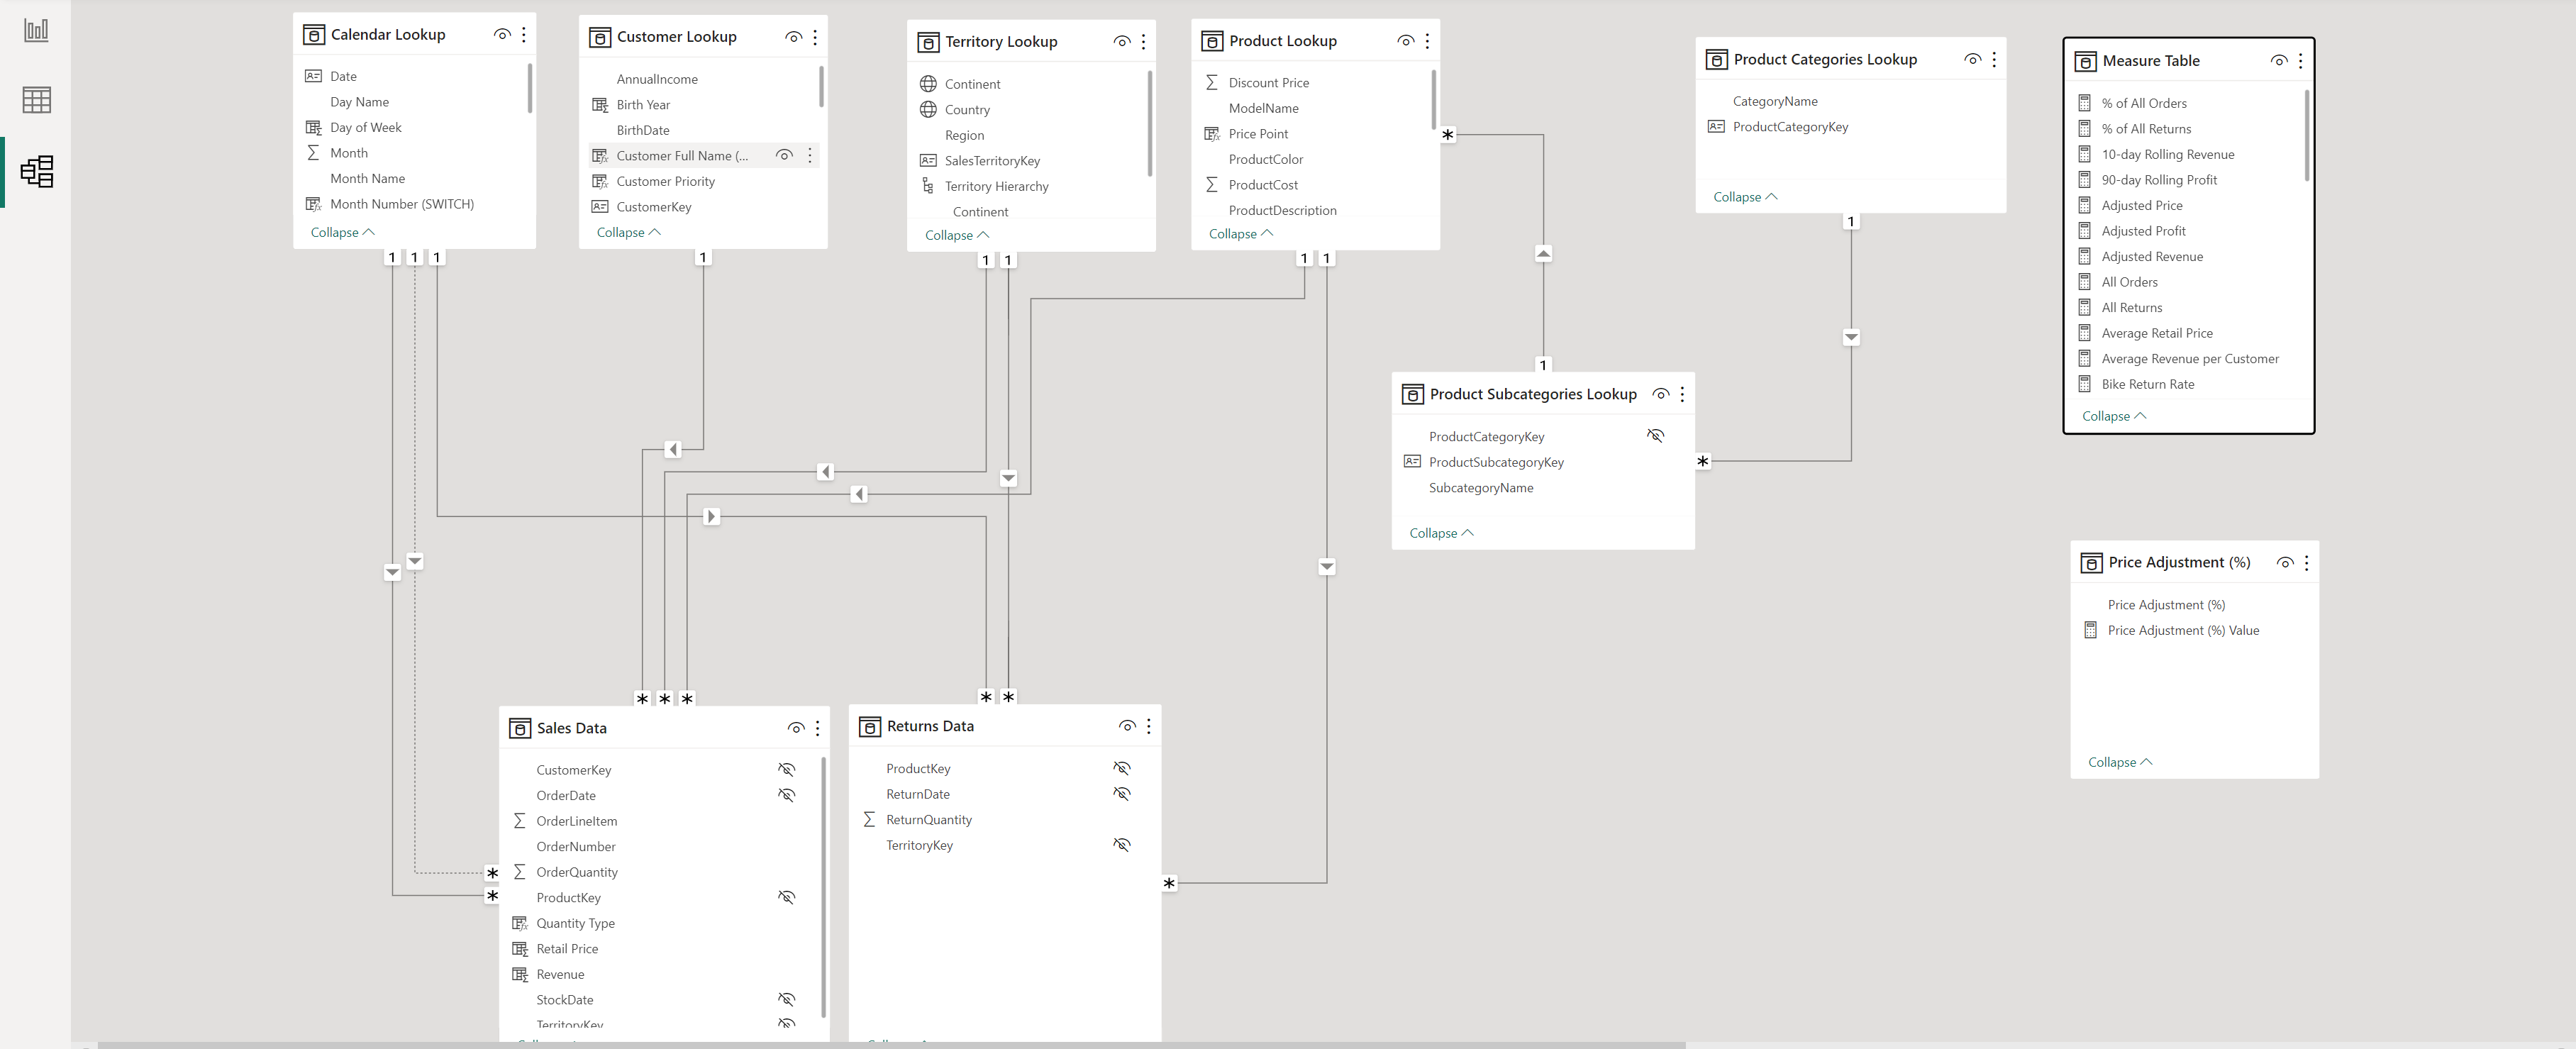 Calendar Lookup
Date
Day Name
Day of Week
Month
Month Name
Month Number (SWITCH)
Collapse
Customer Lookup
AnnualIncome
Birth Year
BirthDate
Customer Full Name (...
Customer Priority
CustomerKey
Collapse
Territory Lookup
Continent
Country
Region
SalesTerritoryKey
Territory Hierarchy
Continent
Collapse
Product Lookup
Discount Price
ModelName
Price Point
ProductColor
ProductCost
ProductDescription
Collapse
Product Categories Lookup
CategoryName
ProductCategoryKey
Collapse
Measure Table
% of All Orders
% of All Returns
10-day Rolling Revenue
90-day Rolling Profit
Adjusted Price
Adjusted Profit
Adjusted Revenue
All Orders
All Returns
Average Retail Price
Average Revenue per Customer
Bike Return Rate
Collapse
1 1 1
1
1 1
1 1
*
1
1
Product Subcategories Lookup
ProductCategoryKey
ProductSubcategoryKey
SubcategoryName
Collapse
*
Price Adjustment (%)
Price Adjustment (%)
Price Adjustment (%) Value
Collapse
* * *
* *
Sales Data
CustomerKey
OrderDate
OrderLineItem
OrderNumber
OrderQuantity
ProductKey
Quantity Type
Retail Price
Revenue
StockDate
TerritoryKey
*
*
Returns Data
ProductKey
ReturnDate
ReturnQuantity
TerritoryKey
*